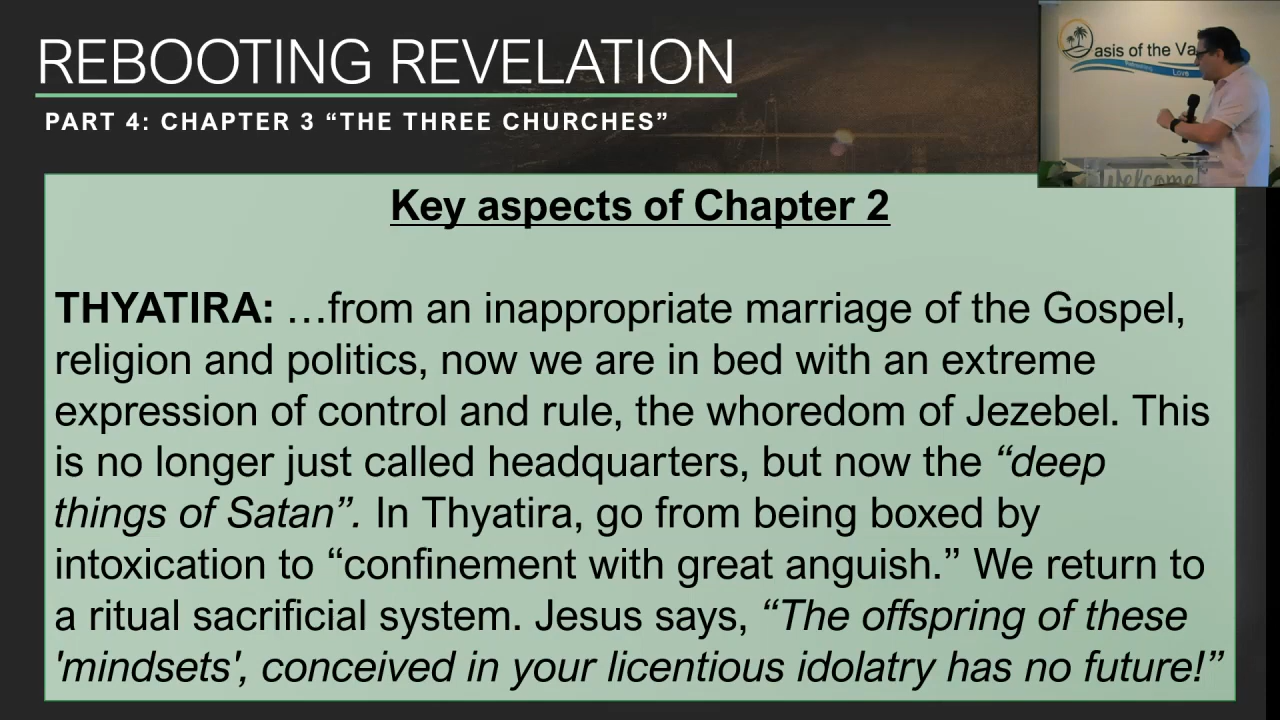 REBOOTING REVELATION
PART 4: CHAPTER 3 “THE THREE CHURCHES”
asis of the Va
Love
Welcome
Key aspects of Chapter 2
THYATIRA: …from an inappropriate marriage of the Gospel,
religion and politics, now we are in bed with an extreme
expression of control and rule, the whoredom of Jezebel. This
is no longer just called headquarters, but now the “deep
things of Satan”. In Thyatira, go from being boxed by
intoxication to “confinement with great anguish.” We return to
a ritual sacrificial system. Jesus says, “The offspring of these
'mindsets', conceived in your licentious idolatry has no future!”